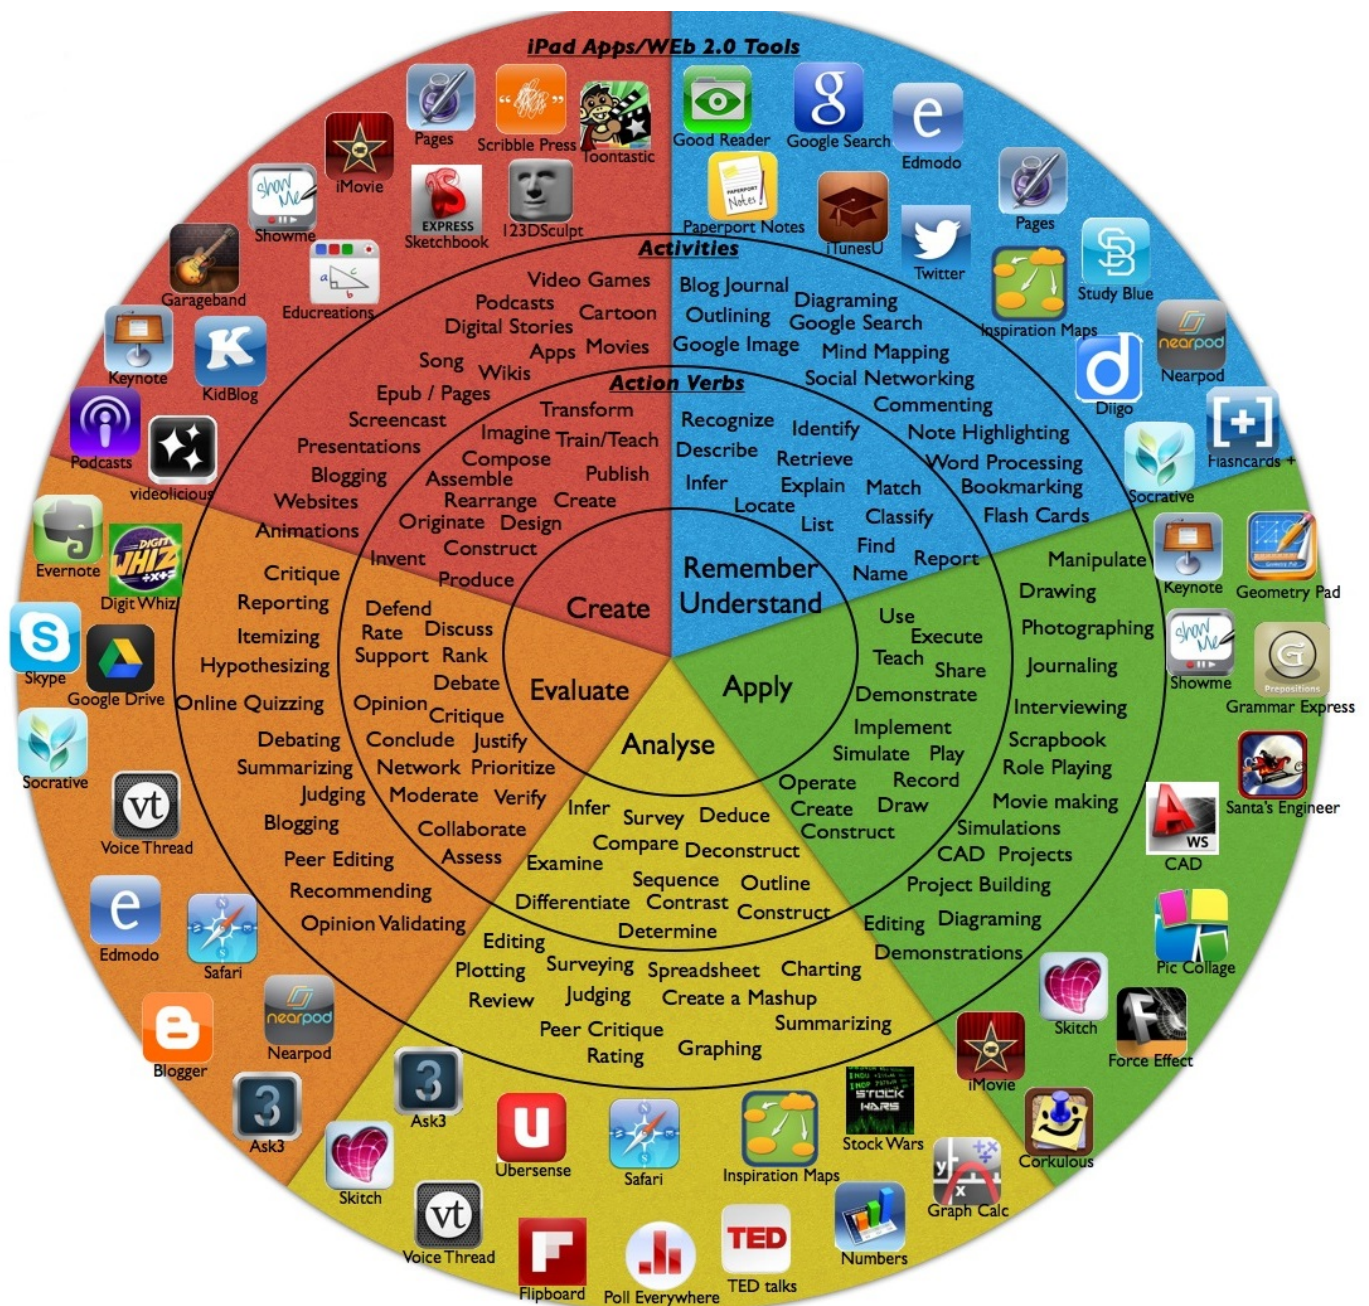 iPad Apps/WEb 2.0 Tools
Good Reader
Google Search
Edmodo
Paperport Notes
iTunesU
Twitter
Pages
Inspiration Maps
Study Blue
Diigo
Nearpod
Socrative
Flashcards +
Activities
Blog Journal
Diagraming
Outlining
Google Search
Google Image
Mind Mapping
Social Networking
Commenting
Note Highlighting
Word Processing
Bookmarking
Flash Cards
Action Verbs
Recognize
Identify
Describe
Retrieve
Infer
Explain
Match
Locate
List
Classify
Find
Report
Name
Remember
Understand
Keynote
Geometry Pad
Showme
Prepositions
Grammar Express
Santa's Engineer
WS
CAD
Pic Collage
Skitch
Force Effect
iMovie
Corkulous
Manipulate
Drawing
Photographing
Journaling
Interviewing
Scrapbook
Role Playing
Movie making
Simulations
CAD Projects
Project Building
Editing
Diagraming
Demonstrations
Use
Execute
Teach
Share
Demonstrate
Implement
Simulate
Play
Operate
Record
Create
Draw
Construct
Apply
Analyse
Infer
Survey
Deduce
Compare
Deconstruct
Examine
Sequence
Outline
Differentiate
Contrast
Construct
Determine
Editing
Plotting
Surveying
Spreadsheet
Charting
Review
Judging
Create a Mashup
Peer Critique
Summarizing
Rating
Graphing
3
Ask3
Skitch
vt
Voice Thread
Ubersense
Flipboard
Safari
Poll Everywhere
TED
TED talks
Inspiration Maps
STOCK
WARS
Stock Wars
Numbers
Graph Calc
Evaluate
Defend
Rate
Discuss
Support
Rank
Debate
Opinion
Critique
Conclude
Justify
Network
Prioritize
Moderate
Verify
Collaborate
Assess
Critique
Reporting
Itemizing
Hypothesizing
Online Quizzing
Debating
Summarizing
Judging
Blogging
Peer Editing
Recommending
Opinion Validating
Evernote
DIGIT
WHIZ
Digit Whiz
Skype
Google Drive
Socrative
vt
Voice Thread
Edmodo
Safari
Blogger
nearpod
Nearpod
3
Ask3
Create
Transform
Imagine
Train/Teach
Compose
Publish
Assemble
Rearrange
Create
Originate
Design
Construct
Invent
Produce
Video Games
Podcasts
Cartoon
Digital Stories
Apps
Movies
Song
Wikis
Epub / Pages
Screencast
Presentations
Blogging
Websites
Animations
Pages
Scribble Press
Toontastic
iMovie
show
Me
Showme
EXPRESS
Sketchbook
123DSculpt
Garageband
Educreations
Keynote
KidBlog
Podcasts
videolicious